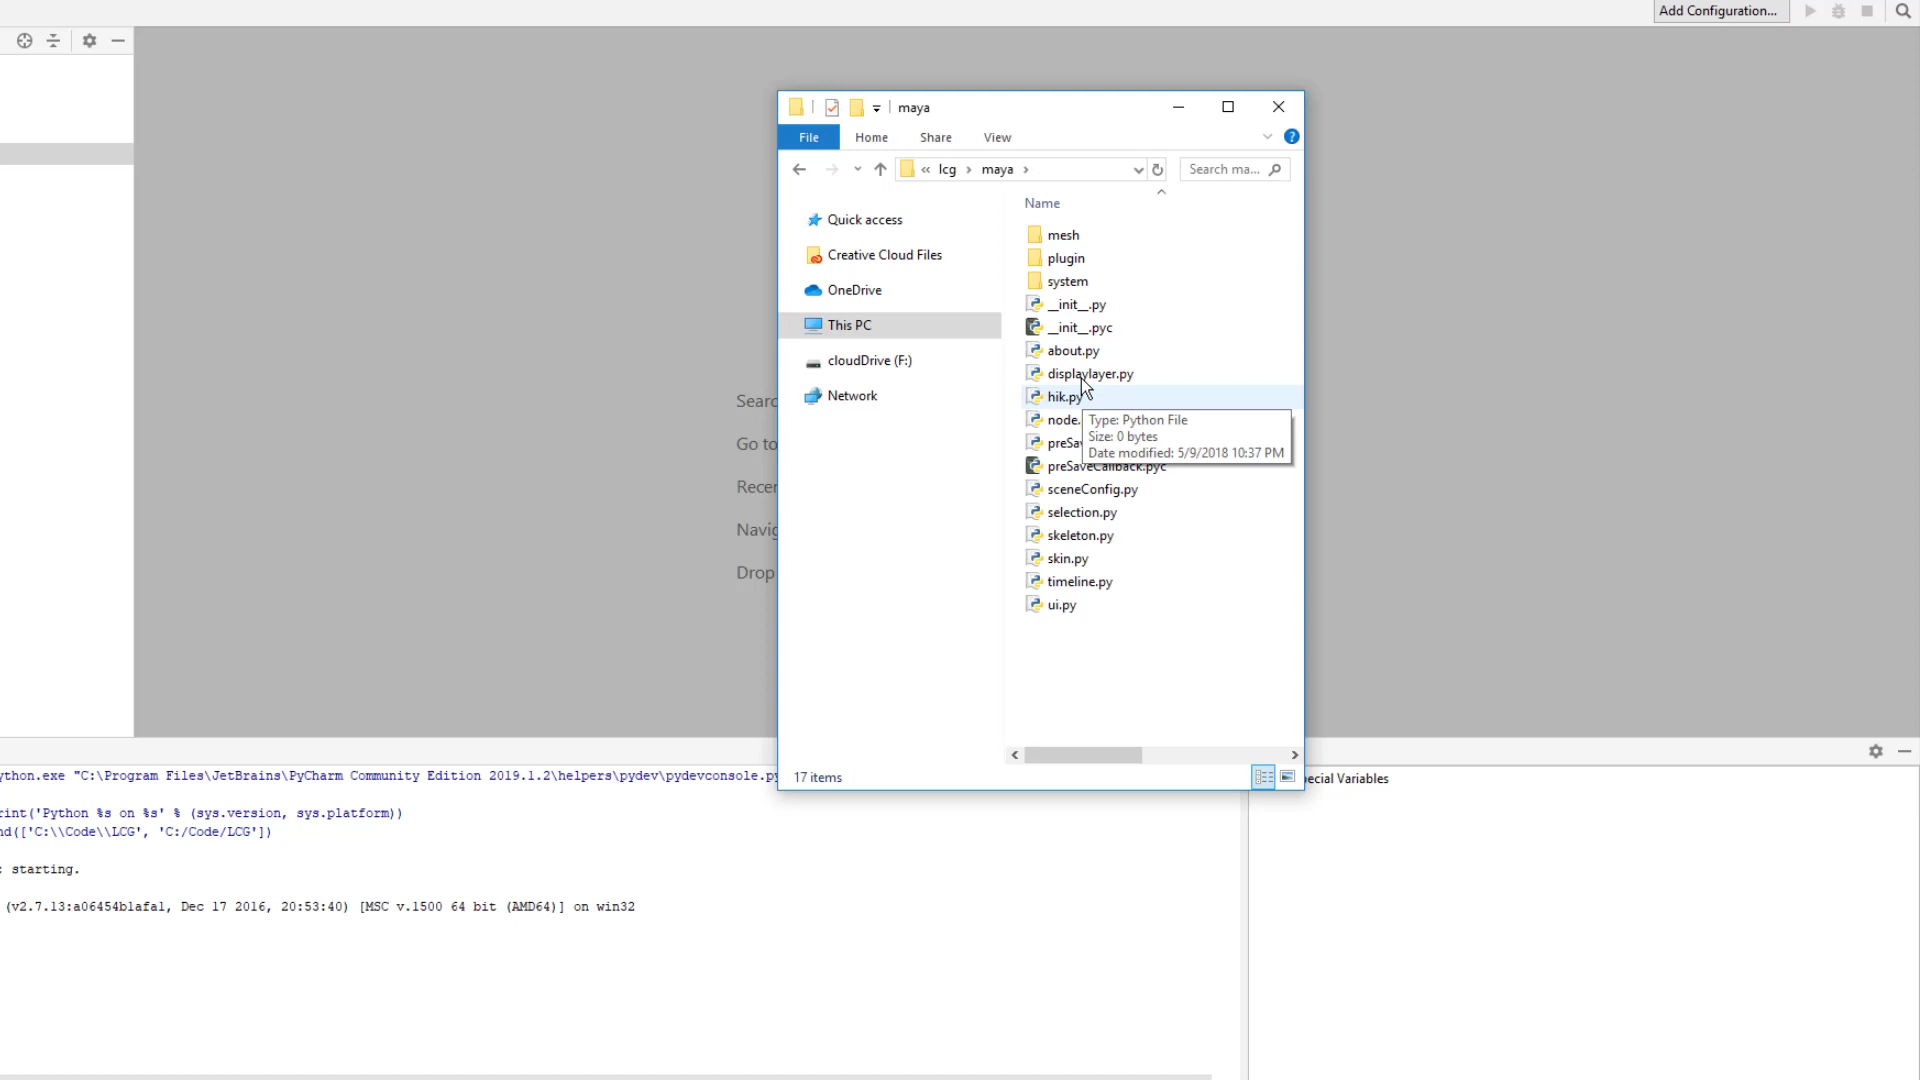 Add Configuration...
maya
File
Home
Share
View
?
« lcg › maya ›
Search ma...
Name
Quick access
Creative Cloud Files
OneDrive
This PC
cloudDrive (F:)
Network
mesh
plugin
system
__init__.py
__init__.pyc
about.py
displaylayer.py
hik.py
node.
preSav
preSaveCallback.pyc
sceneConfig.py
selection.py
skeleton.py
skin.py
timeline.py
ui.py
Type: Python File
Size: 0 bytes
Date modified: 5/9/2018 10:37 PM
17 items
Searc
Go to
Recer
Navig
Drop
ython.exe "C:\Program Files\JetBrains\PyCharm Community Edition 2019.1.2\helpers\pydev\pydevconsole.py
rint('Python %s on %s' % (sys.version, sys.platform))
nd(['C:\\Code\\LCG', 'C:/Code/LCG'])
: starting.
(v2.7.13:a06454b1afa1, Dec 17 2016, 20:53:40) [MSC v.1500 64 bit (AMD64)] on win32
pecial Variables